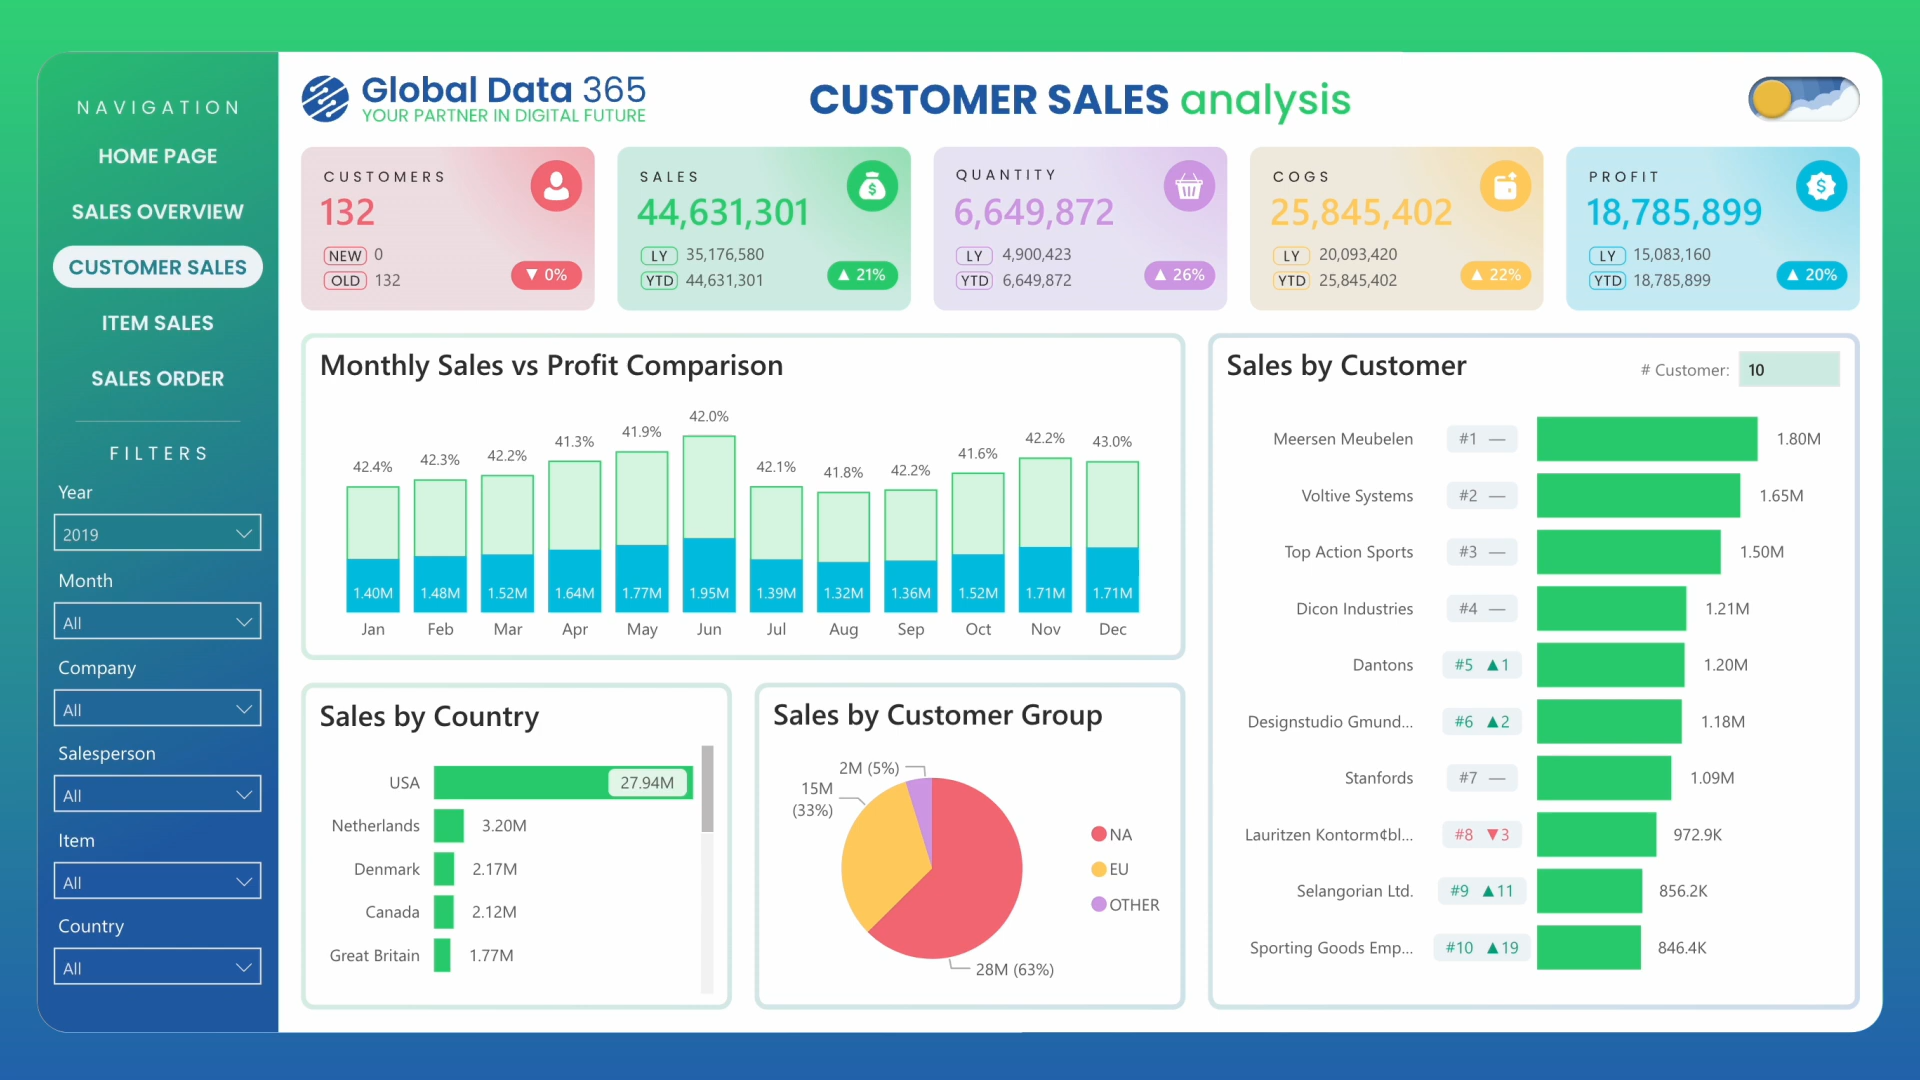 NAVIGATION
HOME PAGE
SALES OVERVIEW
CUSTOMER SALES
ITEM SALES
SALES ORDER
FILTERS
Year
2019
Month
All
Company
All
Salesperson
All
Item
All
Country
All
Global Data 365
YOUR PARTNER IN DIGITAL FUTURE
CUSTOMER SALES analysis
CUSTOMERS
132
NEW 0
OLD 132
▼ 0%
SALES
$
44,631,301
LY 35,176,580
YTD 44,631,301
▲ 21%
QUANTITY
6,649,872
LY 4,900,423
YTD 6,649,872
▲ 26%
COGS
25,845,402
LY 20,093,420
YTD 25,845,402
▲ 22%
PROFIT
$
18,785,899
LY 15,083,160
YTD 18,785,899
▲ 20%
Monthly Sales vs Profit Comparison
42.4% 42.3% 42.2% 41.3% 41.9% 42.0% 42.1% 41.8% 42.2% 41.6% 42.2% 43.0%
1.40M 1.48M 1.52M 1.64M 1.77M 1.95M 1.39M 1.32M 1.36M 1.52M 1.71M 1.71M
Jan Feb Mar Apr May Jun Jul Aug Sep Oct Nov Dec
Sales by Country
USA 27.94M
Netherlands 3.20M
Denmark 2.17M
Canada 2.12M
Great Britain 1.77M
Sales by Customer Group
2M (5%)
15M
(33%)
28M (63%)
NA
EU
OTHER
Sales by Customer
# Customer: 10
Meersen Meubelen #1 — 1.80M
Voltive Systems #2 — 1.65M
Top Action Sports #3 — 1.50M
Dicon Industries #4 — 1.21M
Dantons #5 ▲1 1.20M
Designstudio Gmund... #6 ▲2 1.18M
Stanfords #7 — 1.09M
Lauritzen Kontorm¢bl... #8 ▼3 972.9K
Selangorian Ltd. #9 ▲11 856.2K
Sporting Goods Emp... #10 ▲19 846.4K